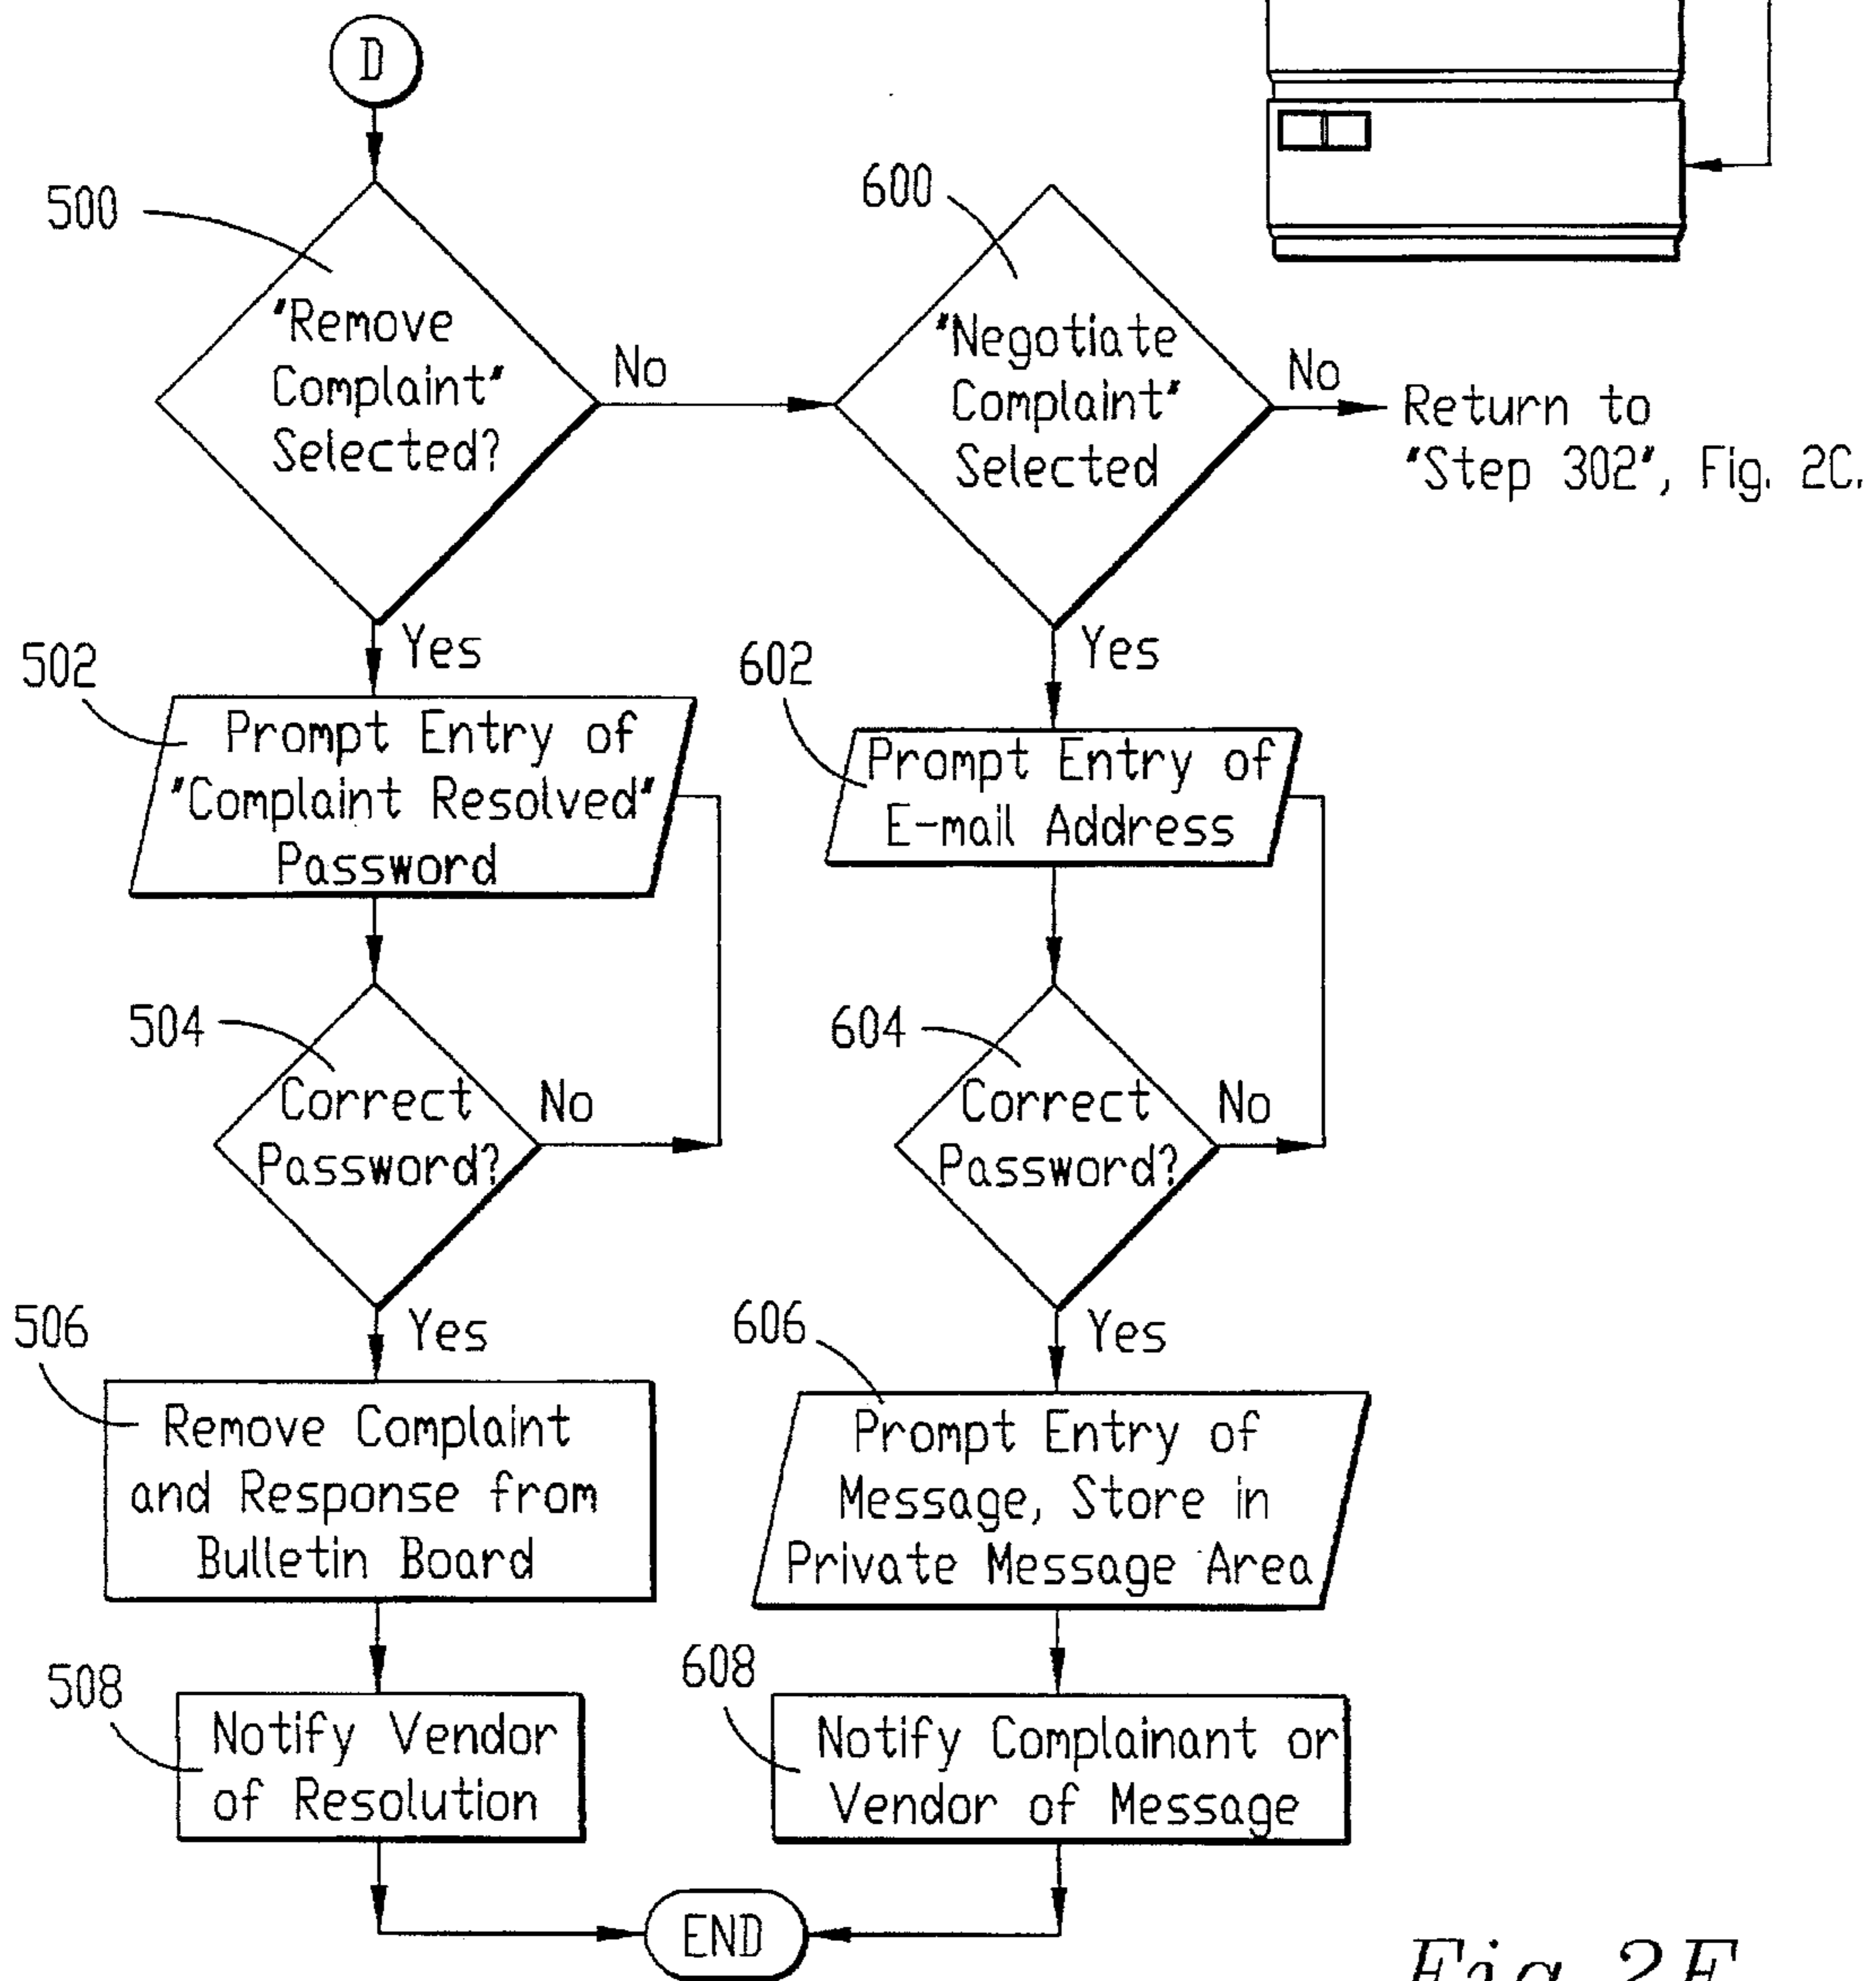 D
500
"Remove
Complaint"
Selected?
No
600
"Negotiate
Complaint"
Selected
No
Return to
"Step 302", Fig. 2C.
Yes
502
Prompt Entry of
"Complaint Resolved"
Password
Yes
602
Prompt Entry of
E-mail Address
504
Correct
Password?
No
604
Correct
Password?
No
Yes
506
Remove Complaint
and Response from
Bulletin Board
Yes
606
Prompt Entry of
Message, Store in
Private Message Area
508
Notify Vendor
of Resolution
608
Notify Complainant or
Vendor of Message
END